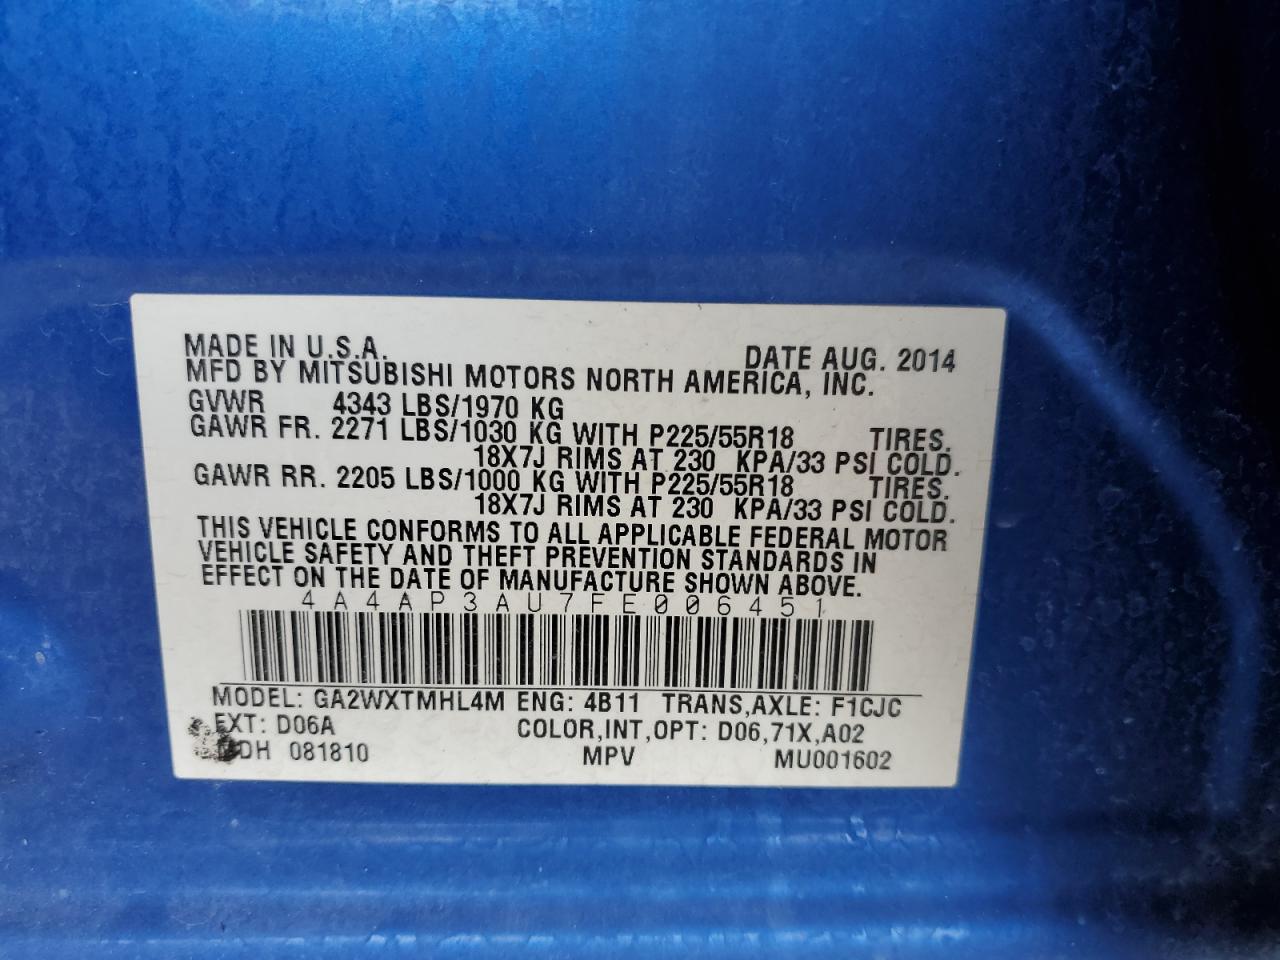 MADE IN U.S.A. DATE AUG. 2014
MFD BY MITSUBISHI MOTORS NORTH AMERICA, INC.
GVWR 4343 LBS/1970 KG
GAWR FR. 2271 LBS/1030 KG WITH P225/55R18 TIRES.
18X7J RIMS AT 230 KPA/33 PSI COLD.
GAWR RR. 2205 LBS/1000 KG WITH P225/55R18 TIRES.
18X7J RIMS AT 230 KPA/33 PSI COLD.
THIS VEHICLE CONFORMS TO ALL APPLICABLE FEDERAL MOTOR
VEHICLE SAFETY AND THEFT PREVENTION STANDARDS IN
EFFECT ON THE DATE OF MANUFACTURE SHOWN ABOVE.
4A4AP3AU7FE006451
MODEL: GA2WXTMHL4M ENG: 4B11 TRANS,AXLE: F1CJC
EXT: D06A COLOR,INT,OPT: D06,71X,A02
081810 MPV MU001602